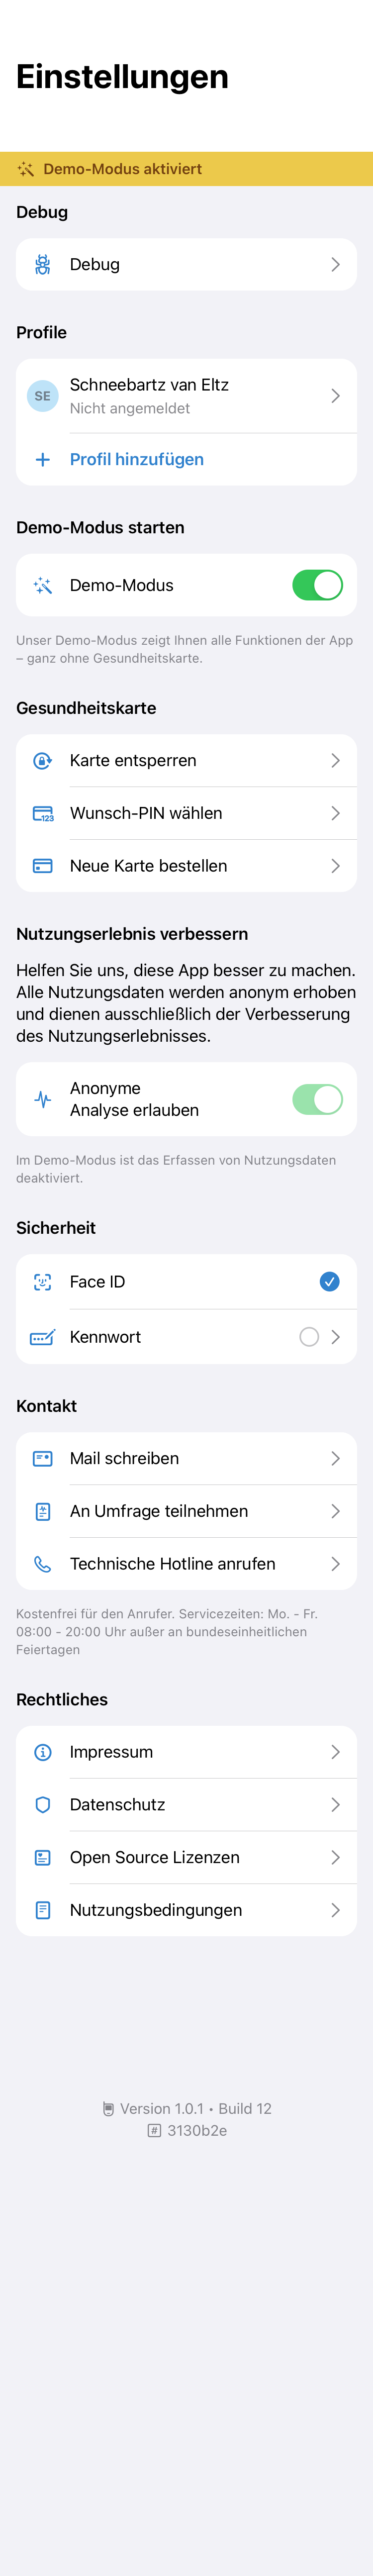 Einstellungen
Demo-Modus aktiviert
Debug
Debug
Profile
SE
Schneebartz van Eltz
Nicht angemeldet
Profil hinzufügen
Demo-Modus starten
Demo-Modus
Unser Demo-Modus zeigt Ihnen alle Funktionen der App
– ganz ohne Gesundheitskarte.
Gesundheitskarte
Karte entsperren
123
Wunsch-PIN wählen
Neue Karte bestellen
Nutzungserlebnis verbessern
Helfen Sie uns, diese App besser zu machen.
Alle Nutzungsdaten werden anonym erhoben
und dienen ausschließlich der Verbesserung
des Nutzungserlebnisses.
Anonyme
Analyse erlauben
Im Demo-Modus ist das Erfassen von Nutzungsdaten
deaktiviert.
Sicherheit
Face ID
Kennwort
Kontakt
Mail schreiben
An Umfrage teilnehmen
Technische Hotline anrufen
Kostenfrei für den Anrufer. Servicezeiten: Mo. - Fr.
08:00 - 20:00 Uhr außer an bundeseinheitlichen
Feiertagen
Rechtliches
Impressum
Datenschutz
Open Source Lizenzen
Nutzungsbedingungen
Version 1.0.1 • Build 12
# 3130b2e